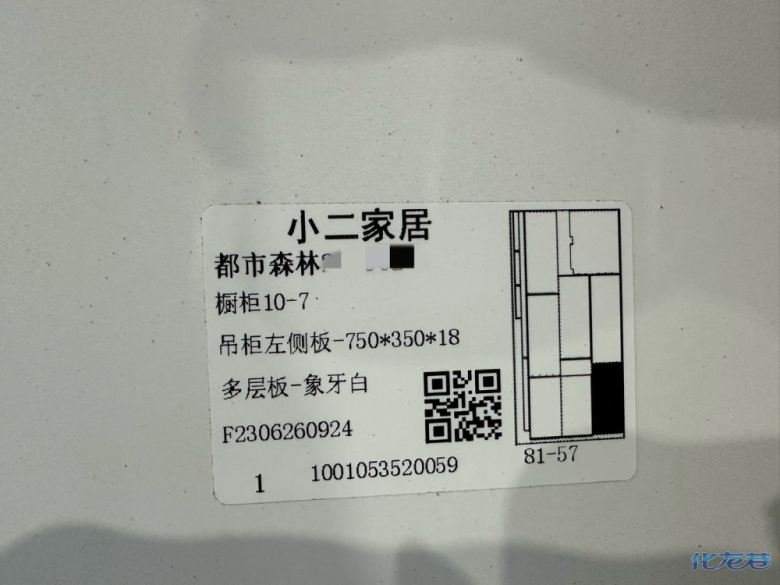 小二家居
都市森林
橱柜10-7
吊柜左侧板-750*350*18
多层板-象牙白
F2306260924
1
1001053520059
81-57
化龙巷